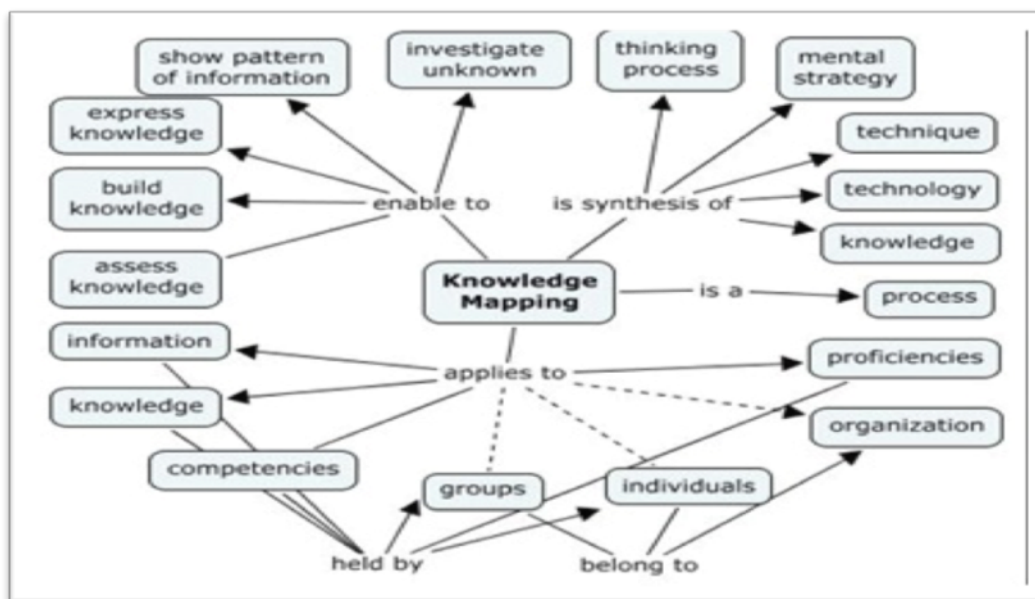 show pattern
of information
investigate
unknown
thinking
process
mental
strategy
express
knowledge
technique
build
knowledge
technology
enable to
is synthesis of
knowledge
assess
knowledge
Knowledge
Mapping
is a
process
information
proficiencies
applies to
knowledge
organization
competencies
groups
individuals
held by
belong to